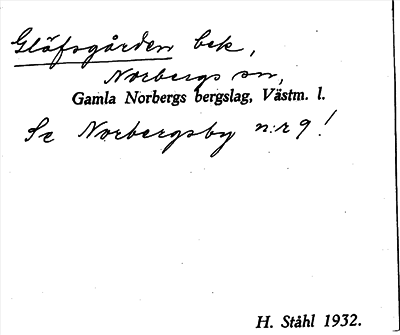 Gläfsgården bek,
Norbergs sn,
Gamla Norbergs bergslag, Västm. l.
Se Norbergsby n:r 9!
H. Ståhl 1932.